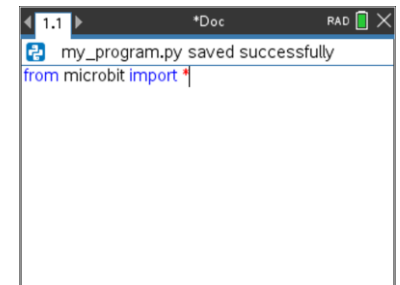 1.1 *Doc RAD
my_program.py saved successfully
from microbit import *